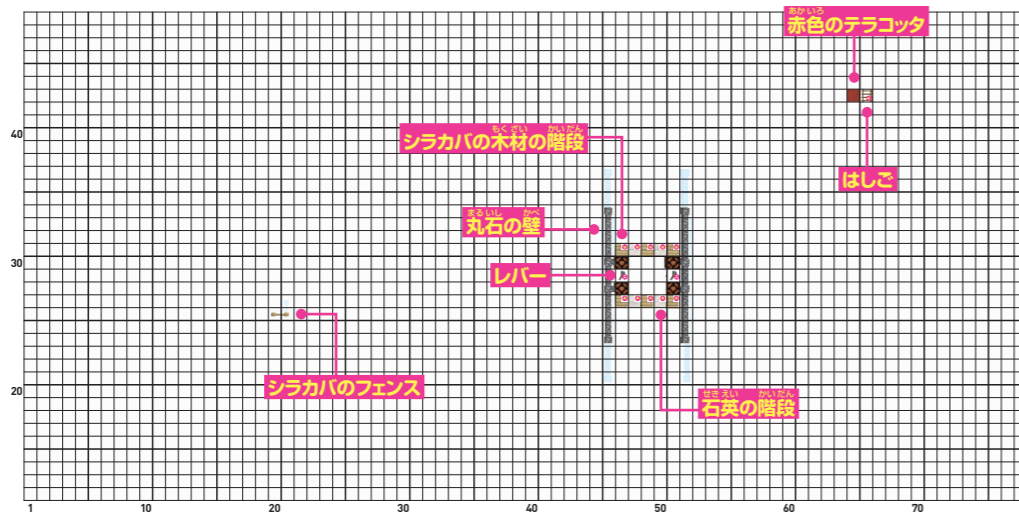 あかいろ
赤色のテラコッタ
40
もくざい かいだん
シラカバの木材の階段
はしご
まるいし かべ
丸石の壁
30
レバー
シラカバのフェンス
20
せきえい かいだん
石英の階段
1 10 20 30 40 50 60 70